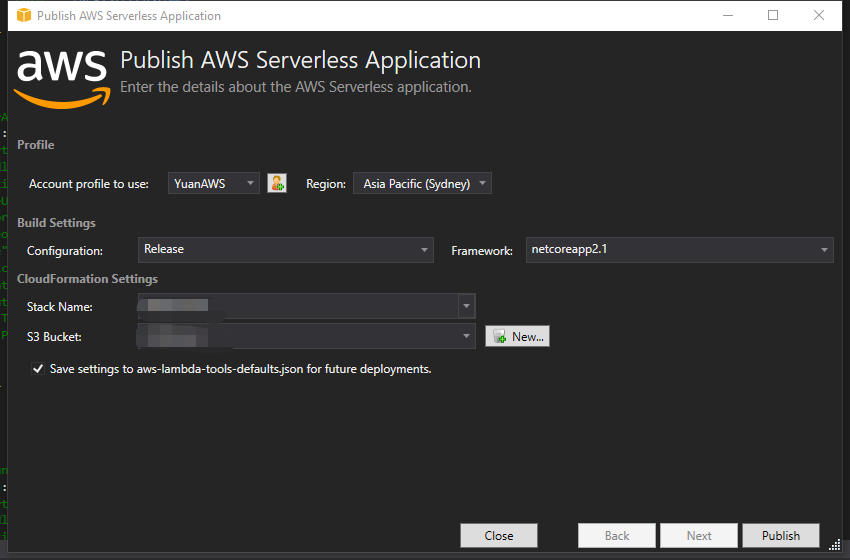 Publish AWS Serverless Application
aws
Publish AWS Serverless Application
Enter the details about the AWS Serverless application.
Profile
Account profile to use: YuanAWS Region: Asia Pacific (Sydney)
Build Settings
Configuration: Release Framework: netcoreapp2.1
CloudFormation Settings
Stack Name:
S3 Bucket: New...
Save settings to aws-lambda-tools-defaults.json for future deployments.
Close Back Next Publish